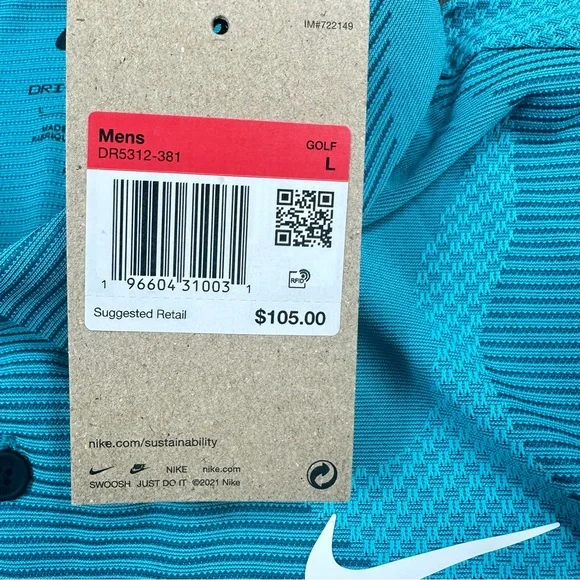 IM#722149
DRI
L
MADE
Mens
GOLF
DR5312-381
L
1 96604 31003 1
RFID
Suggested Retail
$105.00
nike.com/sustainability
NIKE nike.com
SWOOSH JUST DO IT ©2021 Nike